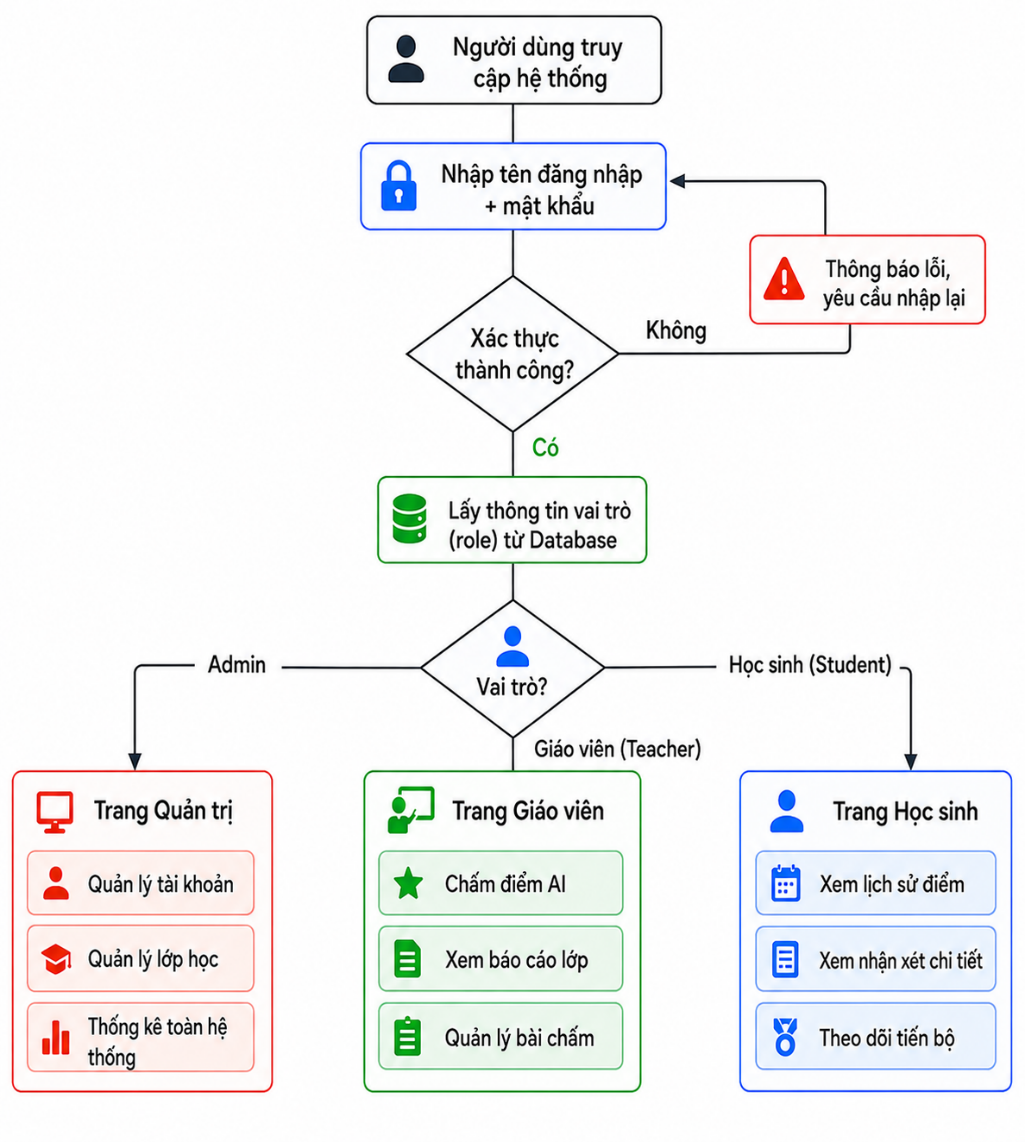 Người dùng truy
cập hệ thống
Nhập tên đăng nhập
+ mật khẩu
Thông báo lỗi,
yêu cầu nhập lại
Không
Xác thực
thành công?
Có
Lấy thông tin vai trò
(role) từ Database
Admin
Vai trò?
Học sinh (Student)
Giáo viên (Teacher)
Trang Quản trị
Quản lý tài khoản
Quản lý lớp học
Thống kê toàn hệ
thống
Trang Giáo viên
Chấm điểm AI
Xem báo cáo lớp
Quản lý bài chấm
Trang Học sinh
Xem lịch sử điểm
Xem nhận xét chi tiết
Theo dõi tiến bộ